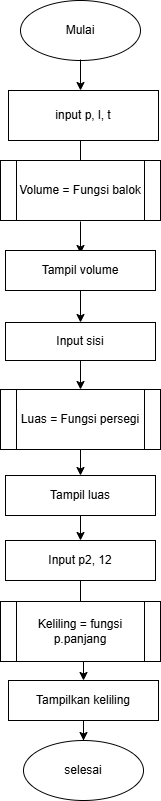 Mulai
input p, l, t
Volume = Fungsi balok
Tampil volume
Input sisi
Luas = Fungsi persegi
Tampil luas
Input p2, 12
Keliling = fungsi
p.panjang
Tampilkan keliling
selesai